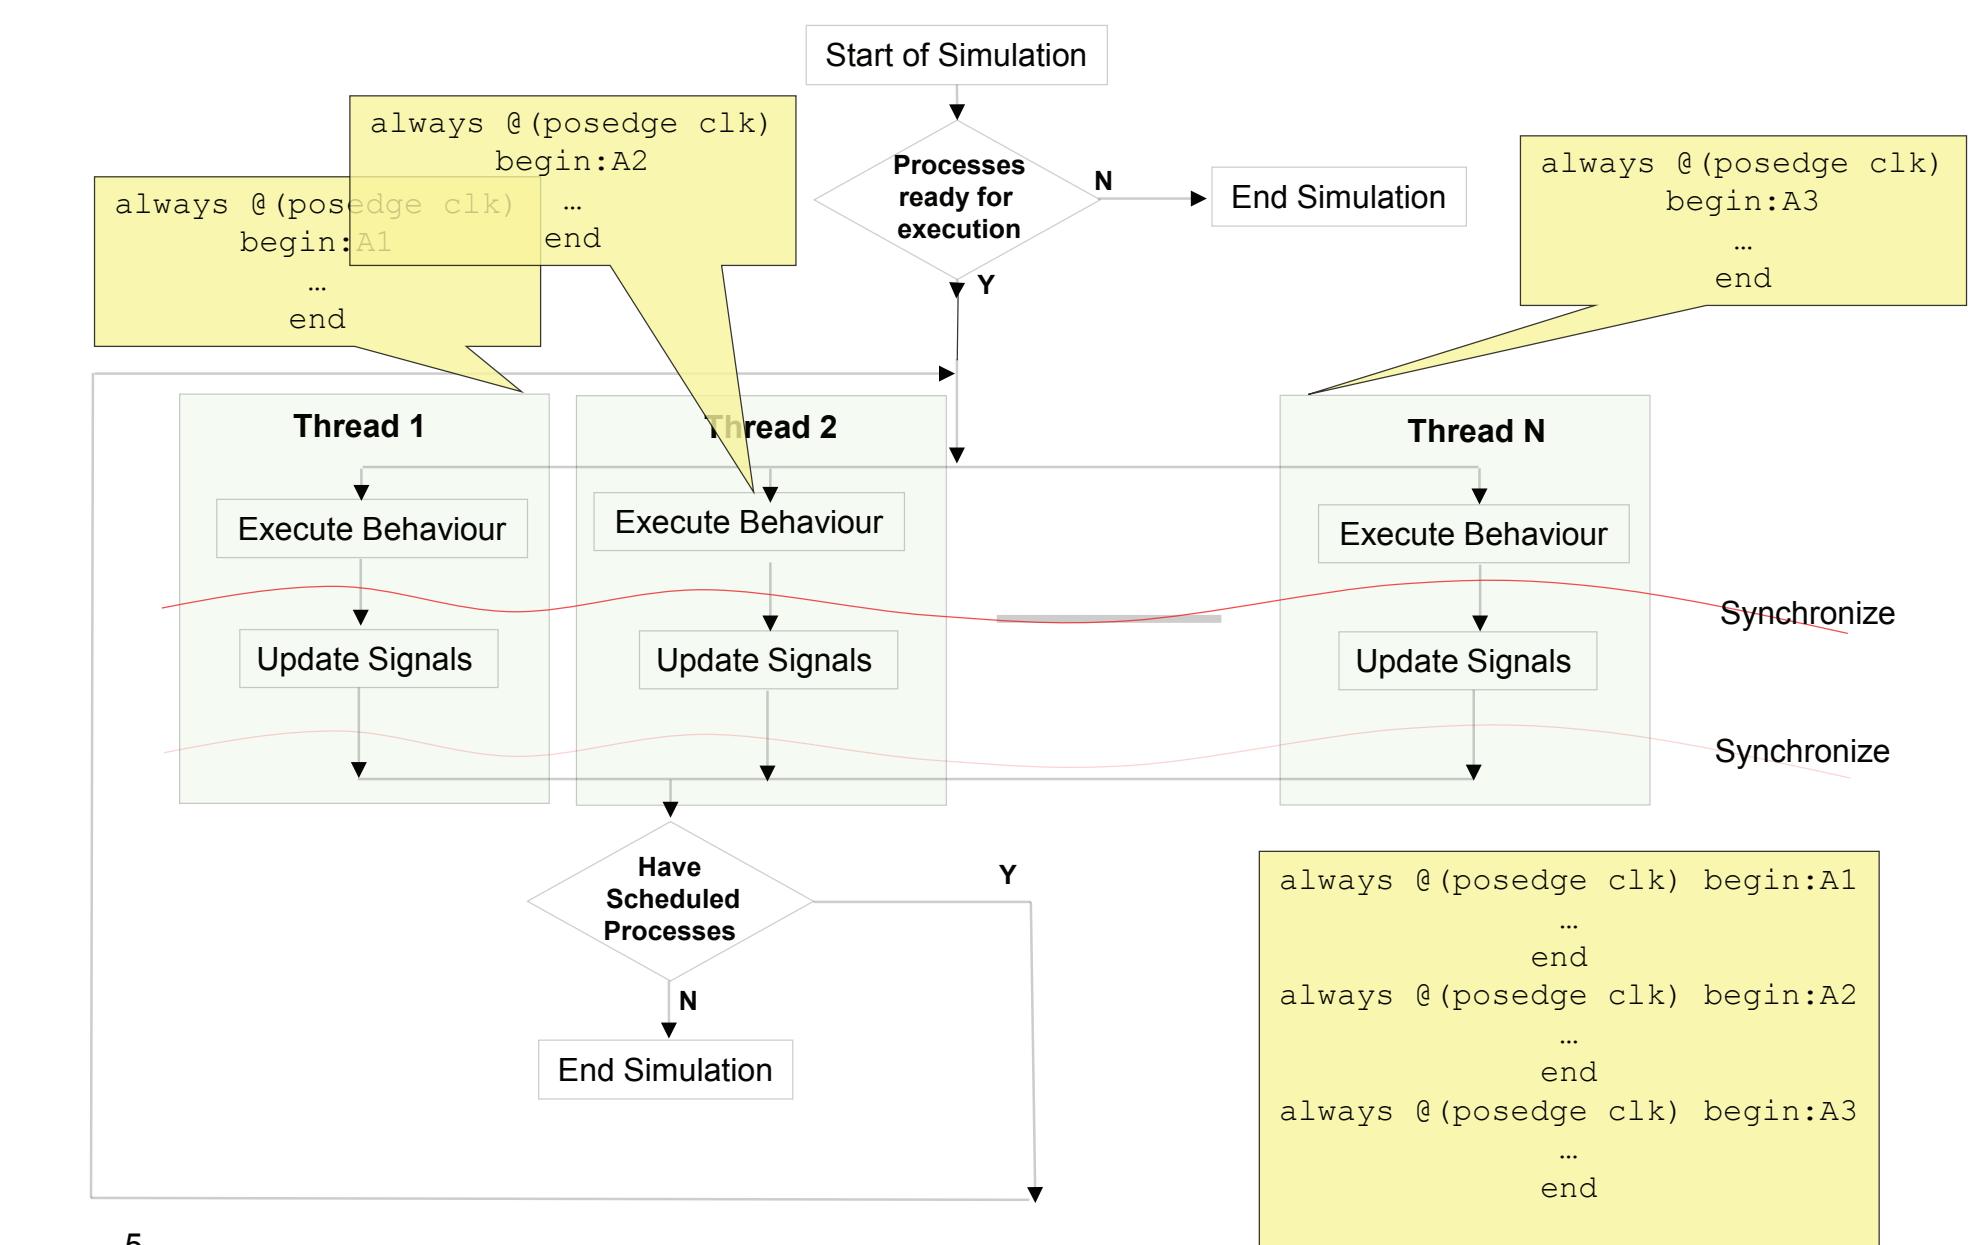 Start of Simulation
always @(posedge clk)
begin:A2
…
end
always @(posedge clk)
begin:A1
…
end
Processes
ready for
execution
N
End Simulation
Y
always @(posedge clk)
begin:A3
…
end
Thread 1
Thread 2
Thread N
Execute Behaviour
Execute Behaviour
Execute Behaviour
Synchronize
Update Signals
Update Signals
Update Signals
Synchronize
Have
Scheduled
Processes
Y
N
End Simulation
always @(posedge clk) begin:A1
…
end
always @(posedge clk) begin:A2
…
end
always @(posedge clk) begin:A3
…
end
5